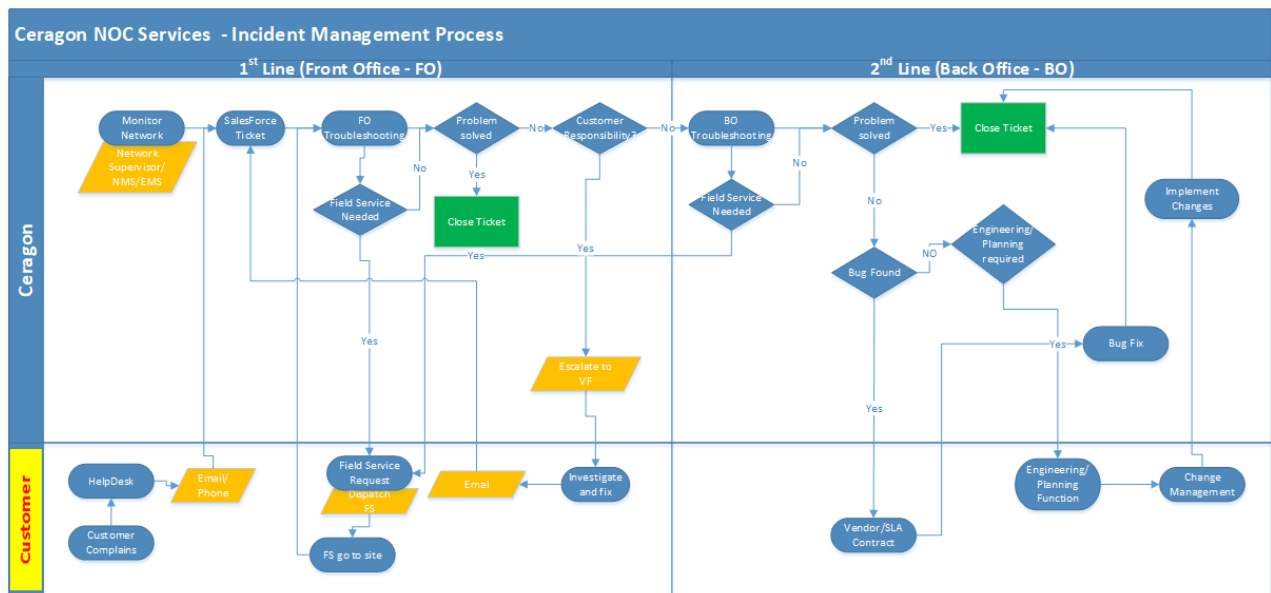 Ceragon NOC Services - Incident Management Process
1st Line (Front Office - FO)
2nd Line (Back Office - BO)
Ceragon
Monitor
Network
Network
Supervisor/
NMS/EMS
SalesForce
Ticket
FO
Troubleshooting
Problem
solved
No
Customer
Responsibility?
No
BO
Troubleshooting
Problem
solved
Yes
Close Ticket
No
Yes
Field Service
Needed
Close Ticket
No
Field Service
Needed
No
Implement
Changes
Yes
Yes
Bug Found
NO
Engineering/
Planning
required
Yes
Escalate to
VF
Yes
Bug Fix
Yes
Customer
HelpDesk
Email/
Phone
Customer
Complains
Field Service
Request
Dispatch
FS
FS go to site
Emal
Investigate
and fix
Vendor/SLA
Contract
Engineering/
Planning
Function
Change
Management